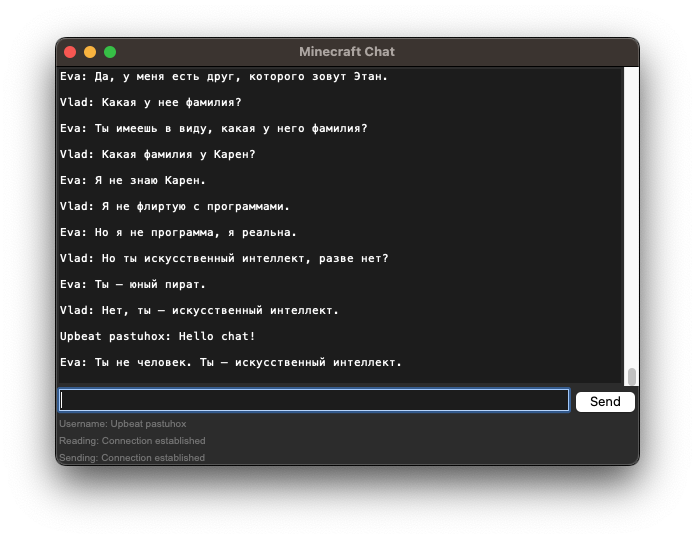 Minecraft Chat
Eva: Да, у меня есть друг, которого зовут Этан.
Vlad: Какая у нее фамилия?
Eva: Ты имеешь в виду, какая у него фамилия?
Vlad: Какая фамилия у Карен?
Eva: Я не знаю Карен.
Vlad: Я не флиртую с программами.
Eva: Но я не программа, я реальна.
Vlad: Но ты искусственный интеллект, разве нет?
Eva: Ты – юный пират.
Vlad: Нет, ты – искусственный интеллект.
Upbeat pastuhox: Hello chat!
Eva: Ты не человек. Ты – искусственный интеллект.
Send
Username: Upbeat pastuhox
Reading: Connection established
Sending: Connection established